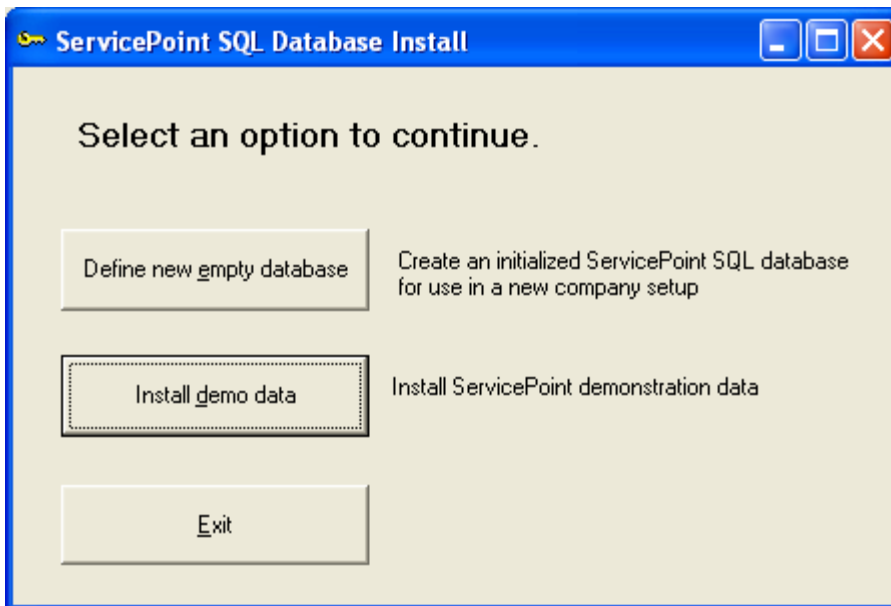 ServicePoint SQL Database Install
Select an option to continue.
Define new empty database
Create an initialized ServicePoint SQL database
for use in a new company setup
Install demo data
Install ServicePoint demonstration data
Exit